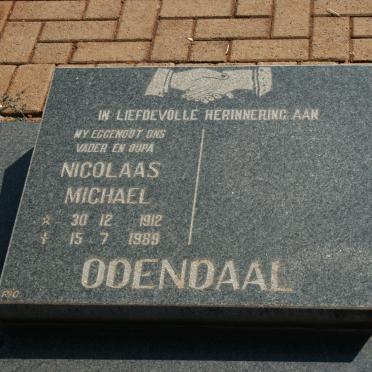 IN LIEFDEVOLLE HERINNERING AAN
MY EGGENOOT ONS
VADER EN OUPA
NICOLAAS
MICHAEL
☆ 30 12 1912
✝ 15 7 1989
ODENDAAL